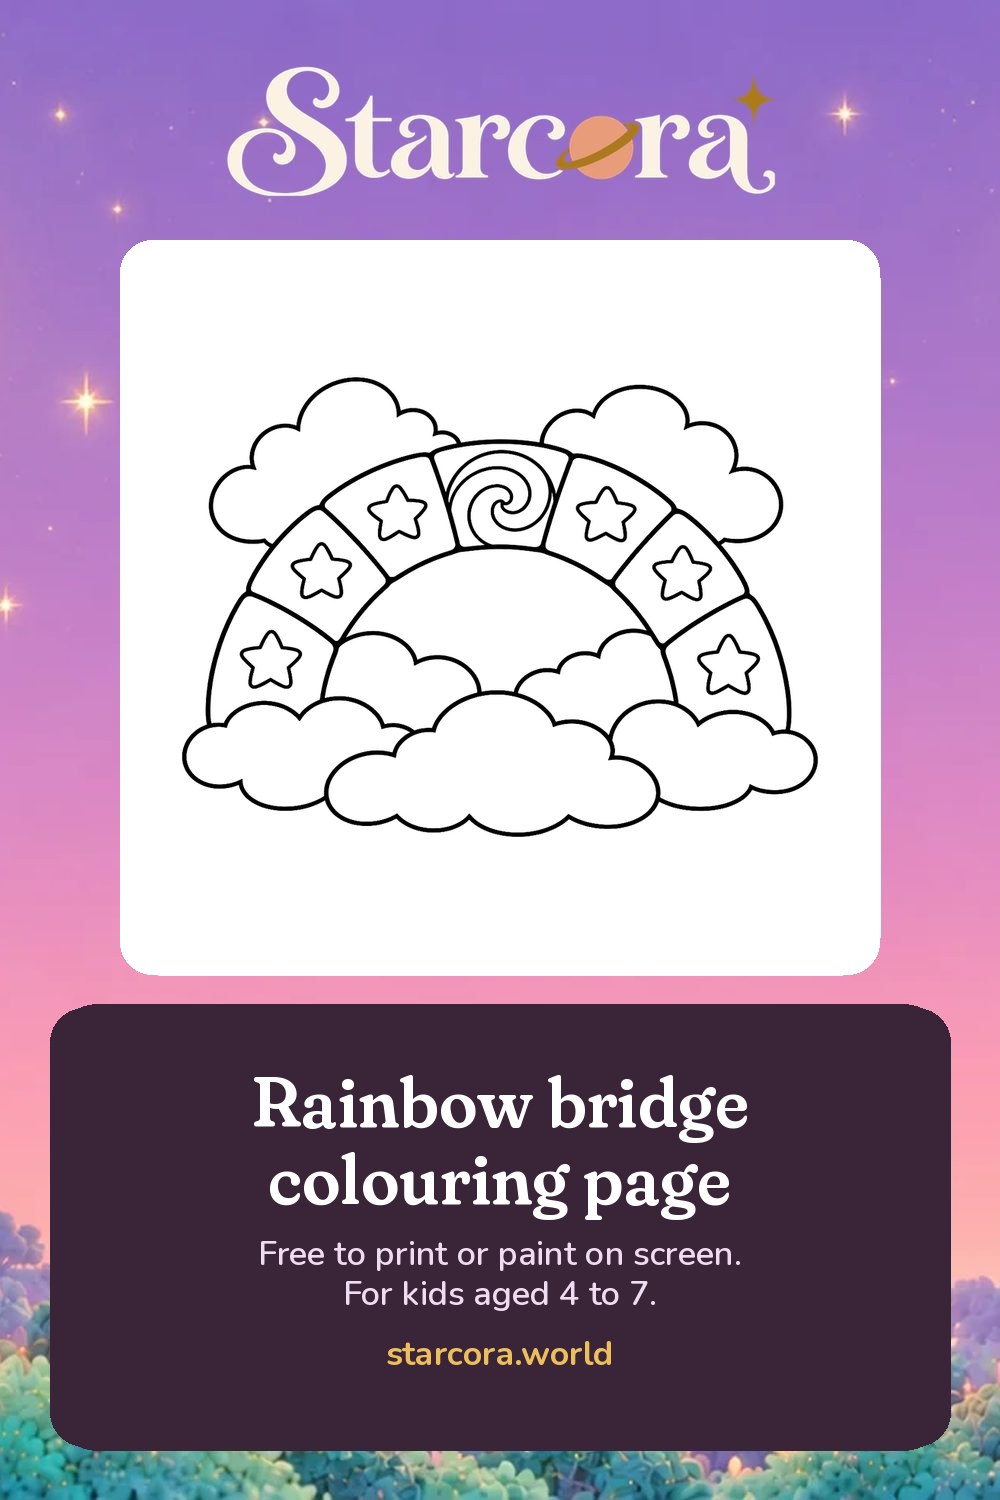 Starcora
Rainbow bridge
colouring page
Free to print or paint on screen.
For kids aged 4 to 7.
starcora.world